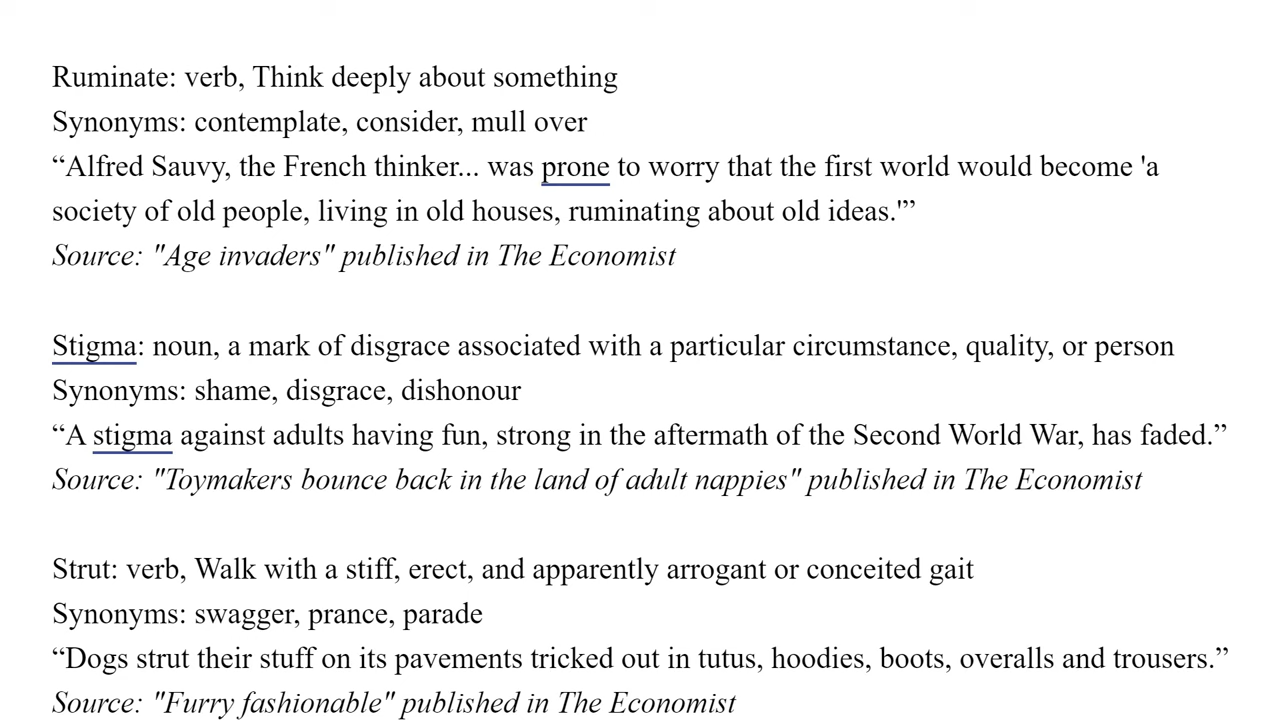 Ruminate: verb, Think deeply about something
Synonyms: contemplate, consider, mull over
“Alfred Sauvy, the French thinker... was prone to worry that the first world would become 'a
society of old people, living in old houses, ruminating about old ideas.'”
Source: "Age invaders" published in The Economist
Stigma: noun, a mark of disgrace associated with a particular circumstance, quality, or person
Synonyms: shame, disgrace, dishonour
“A stigma against adults having fun, strong in the aftermath of the Second World War, has faded.”
Source: "Toymakers bounce back in the land of adult nappies" published in The Economist
Strut: verb, Walk with a stiff, erect, and apparently arrogant or conceited gait
Synonyms: swagger, prance, parade
“Dogs strut their stuff on its pavements tricked out in tutus, hoodies, boots, overalls and trousers.”
Source: "Furry fashionable" published in The Economist